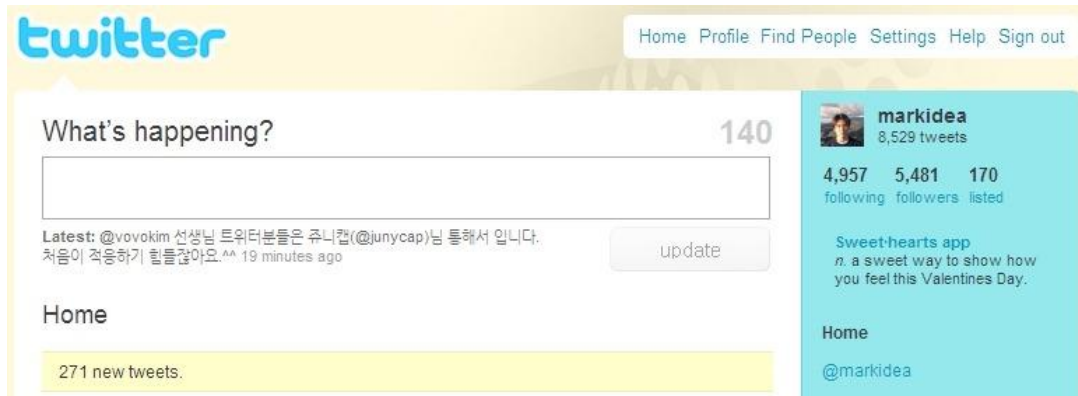 twitter
Home Profile Find People Settings Help Sign out
What's happening?
140
Latest: @vovokim 선생님 트위터분들은 쥬니캡(@junycap)님 통해서 입니다.
처음이 적응하기 힘들잖아요.^^ 19 minutes ago
update
Home
271 new tweets.
markidea
8,529 tweets
4,957 5,481 170
following followers listed
Sweet·hearts app
n. a sweet way to show how
you feel this Valentines Day.
Home
@markidea